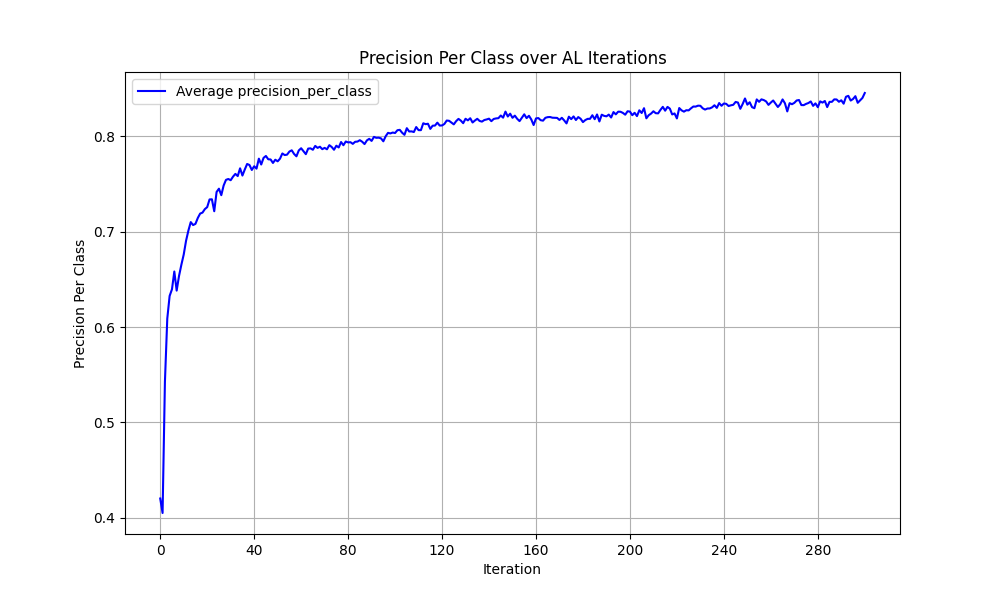 Precision Per Class over AL Iterations
Average precision_per_class
Precision Per Class
0.8
0.7
0.6
0.5
0.4
0 40 80 120 160 200 240 280
Iteration